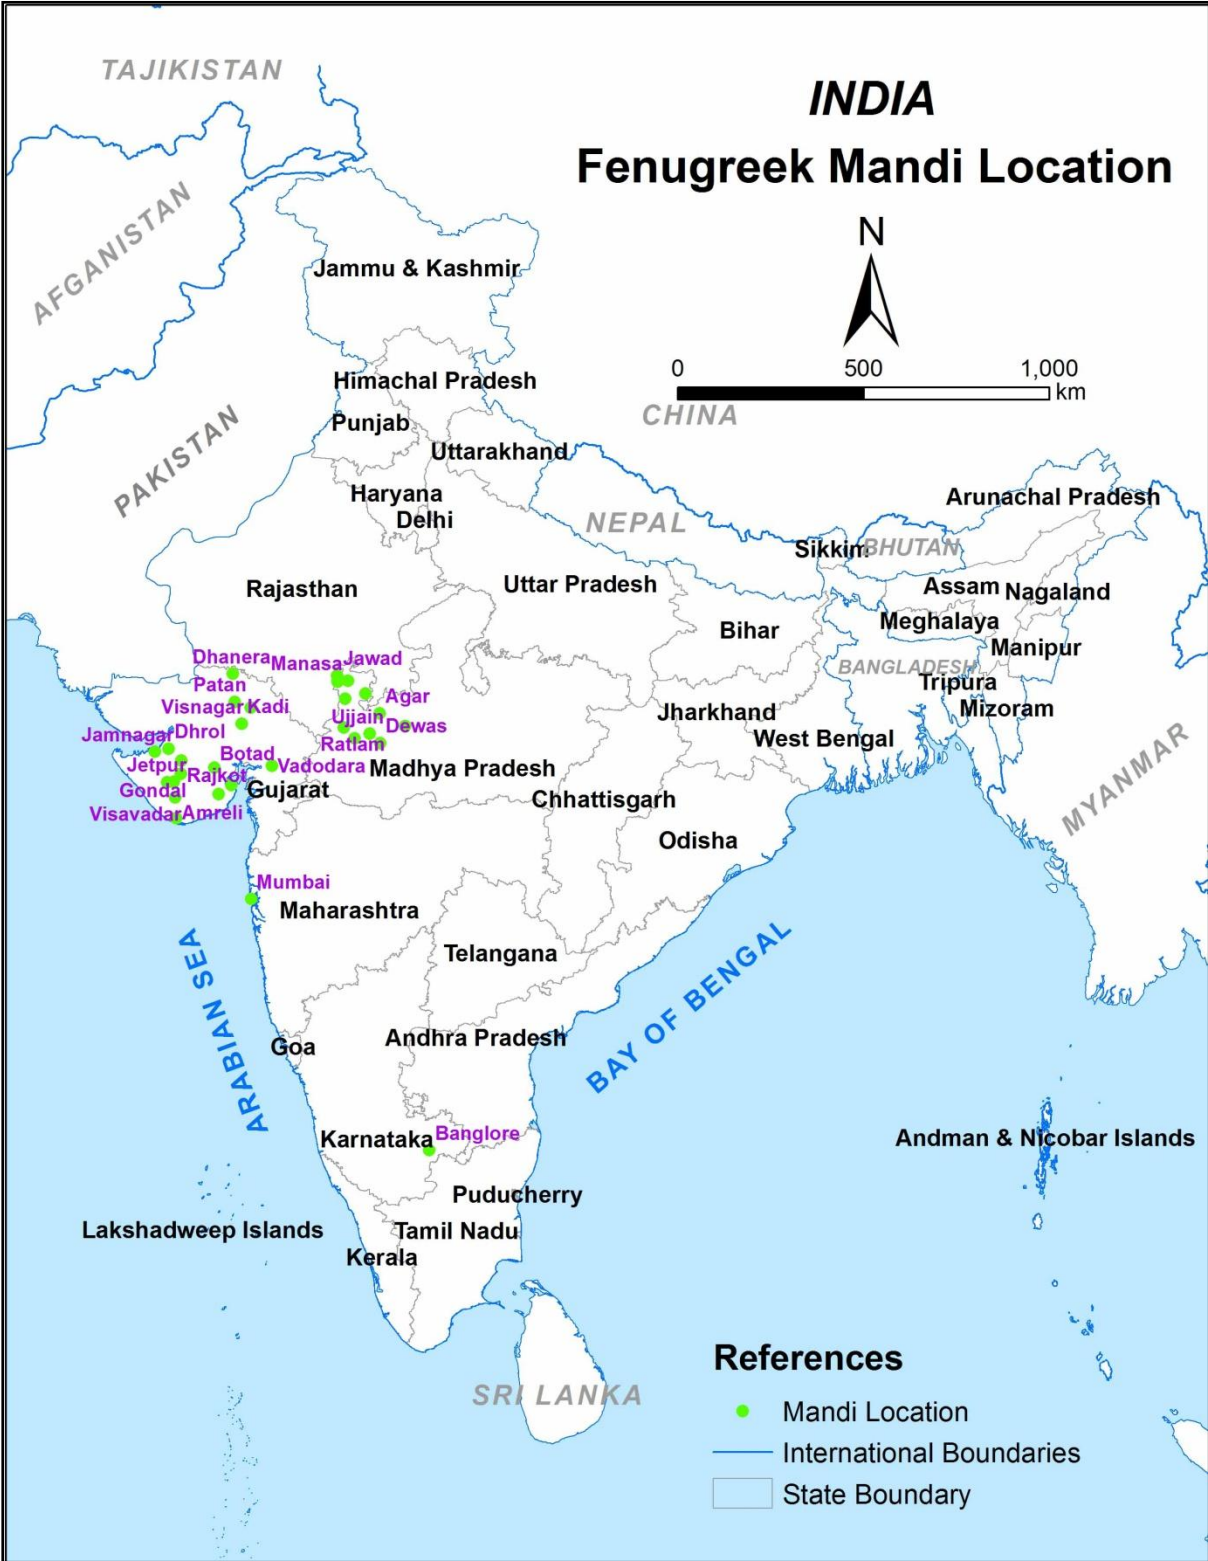 TAJIKISTAN
INDIA
Fenugreek Mandi Location
N
AFGANISTAN
Jammu & Kashmir
0 500 1,000
km
Himachal Pradesh
CHINA
Punjab
PAKISTAN
Uttarakhand
Haryana
Arunachal Pradesh
Delhi
NEPAL
Sikkim
BHUTAN
Rajasthan
Uttar Pradesh
Assam
Nagaland
Meghalaya
Bihar
Manipur
Dhanera
Manasa
Jawad
BANGLADESH
Patan
Tripura
Agar
Visnagar
Kadi
Mizoram
Jharkhand
Ujjain
Dewas
Jamnagar
Dhrol
West Bengal
Ratlam
Botad
Jetpur
Vadodara
Madhya Pradesh
Rajkot
MYANMAR
Gondal
Gujarat
Chhattisgarh
Visavadar
Amreli
Odisha
Mumbai
Maharashtra
Telangana
ARABIAN SEA
BAY OF BENGAL
Andhra Pradesh
Goa
Banglore
Karnataka
Andman & Nicobar Islands
Puducherry
Lakshadweep Islands
Tamil Nadu
Kerala
References
SRI LANKA
Mandi Location
International Boundaries
State Boundary